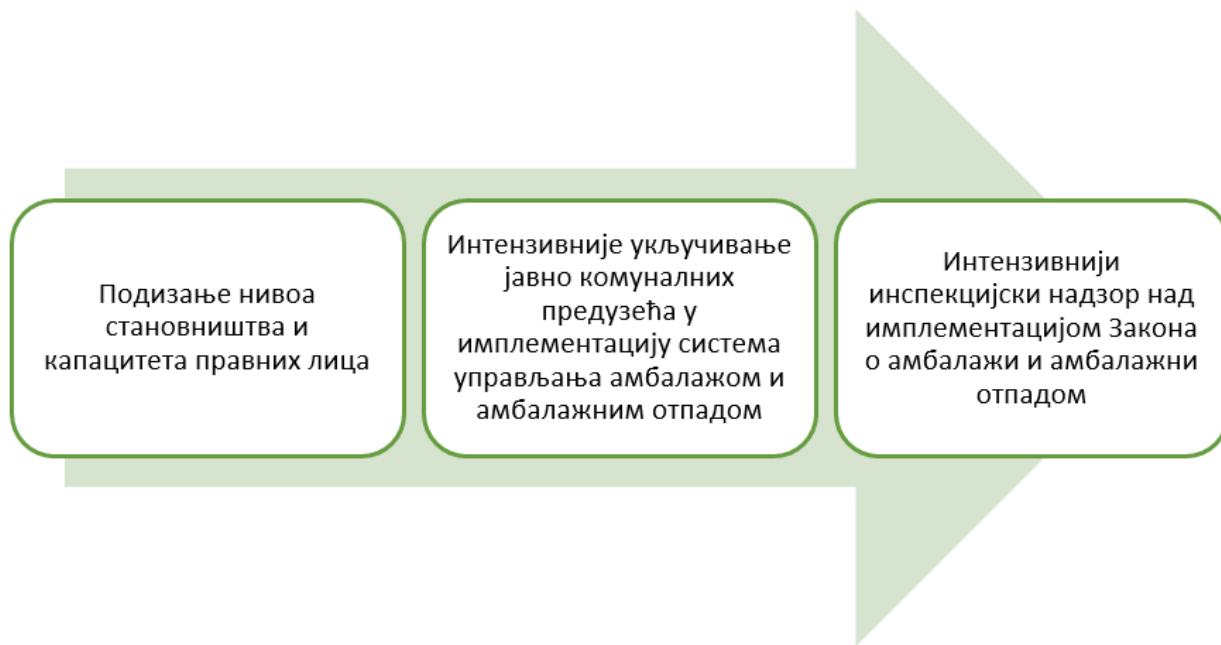 Подизање нивоа
становништва и
капацитета правних лица
Интензивније укључивање
јавно комуналних
предузећа у
имплементацију система
управљања амбалажом и
амбалажним отпадом
Интензивнији
инспекцијски надзор над
имплементацијом Закона
о амбалажи и амбалажни
отпадом